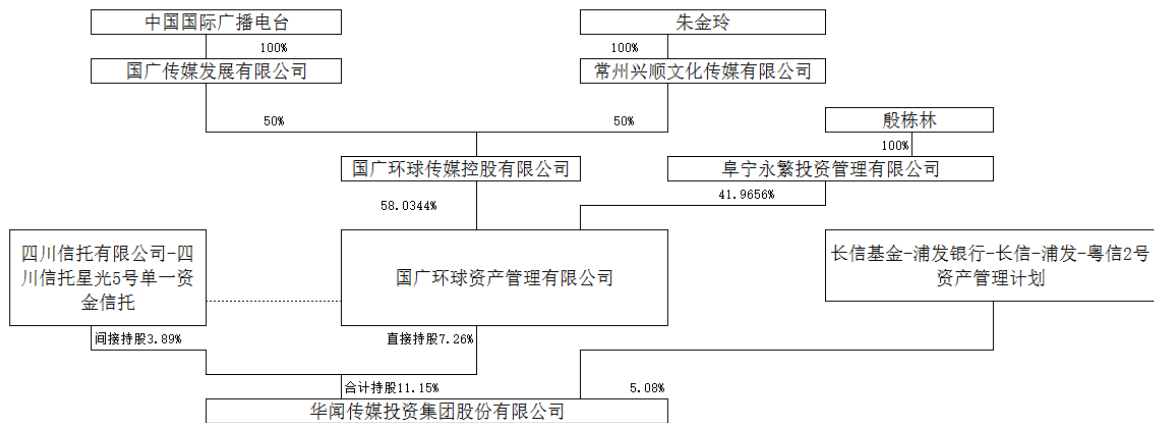 中国国际广播电台
朱金玲
100%
100%
国广传媒发展有限公司
常州兴顺文化传媒有限公司
50%
50%
殷栋林
100%
国广环球传媒控股有限公司
阜宁永繁投资管理有限公司
58.0344%
41.9656%
四川信托有限公司-四
川信托星光5号单一资
金信托
国广环球资产管理有限公司
长信基金-浦发银行-长信-浦发-粤信2号
资产管理计划
间接持股3.89%
直接持股7.26%
合计持股11.15%
5.08%
华闻传媒投资集团股份有限公司